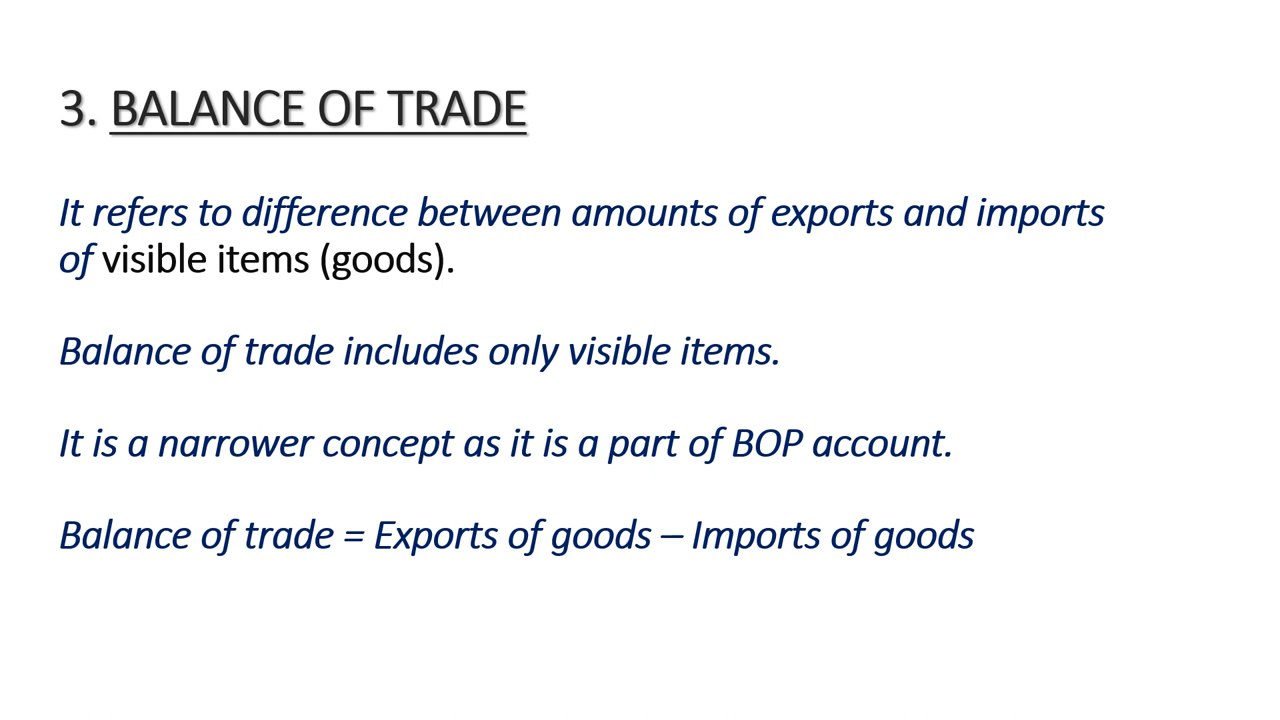 3. BALANCE OF TRADE
It refers to difference between amounts of exports and imports
of visible items (goods).
Balance of trade includes only visible items.
It is a narrower concept as it is a part of BOP account.
Balance of trade = Exports of goods – Imports of goods